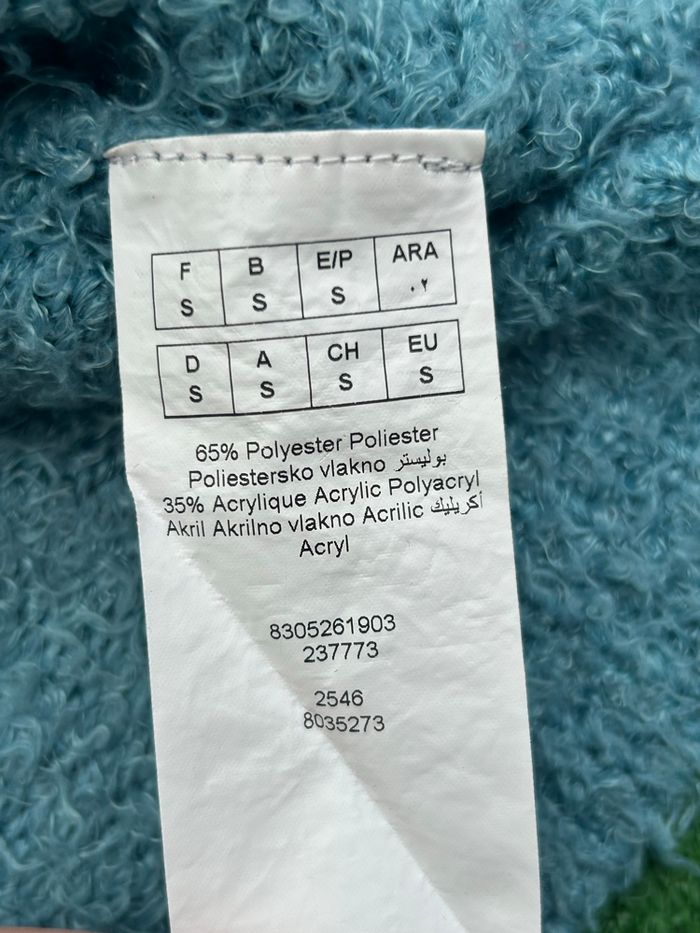 F B E/P ARA
S S S ٠٢
D A CH EU
S S S S
65% Polyester Poliester
Poliestersko vlakno بوليستر
35% Acrylique Acrylic Polyacryl
Akril Akrilno vlakno Acrilic أكريليك
Acryl
8305261903
237773
2546
8035273